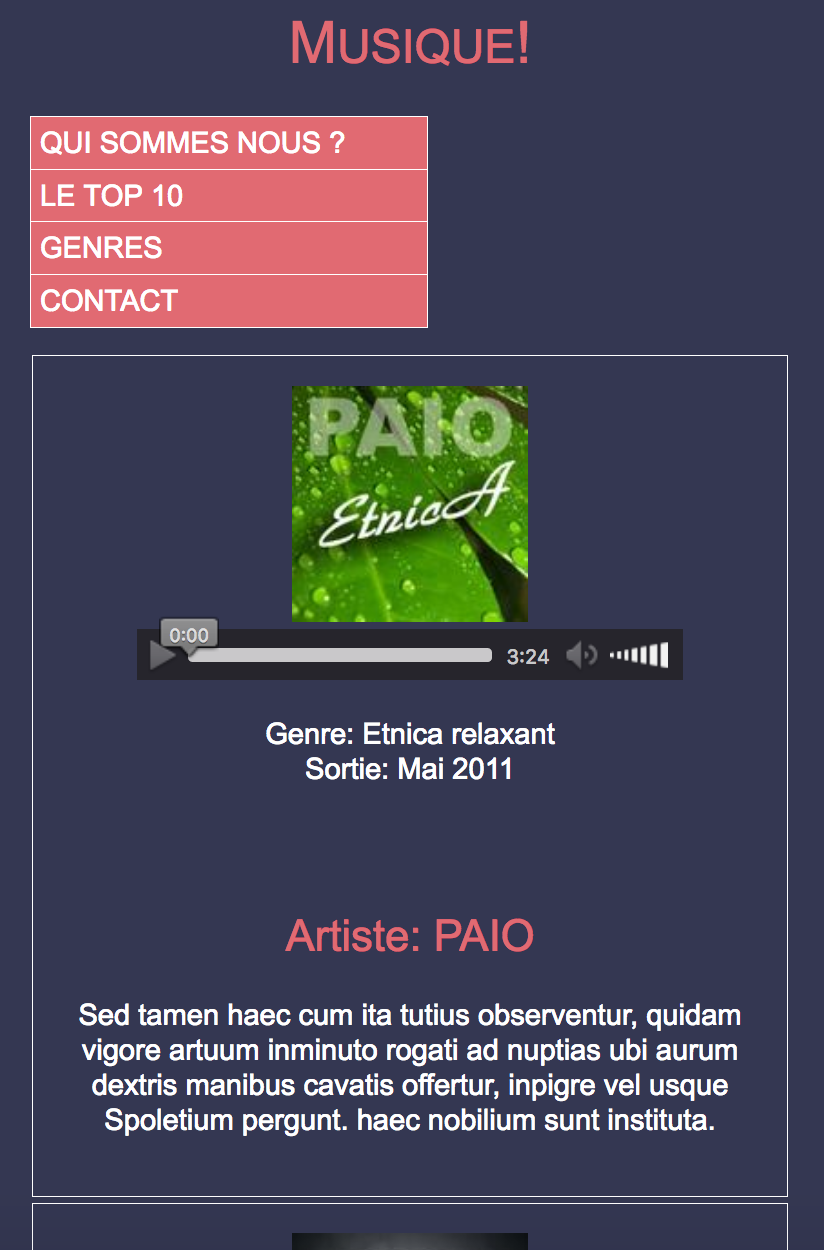 Musique!
QUI SOMMES NOUS ?
LE TOP 10
GENRES
CONTACT
PAIO
EtnicA
0:00
3:24
Genre: Etnica relaxant
Sortie: Mai 2011
Artiste: PAIO
Sed tamen haec cum ita tutius observentur, quidam
vigore artuum inminuto rogati ad nuptias ubi aurum
dextris manibus cavatis offertur, inpigre vel usque
Spoletium pergunt. haec nobilium sunt instituta.